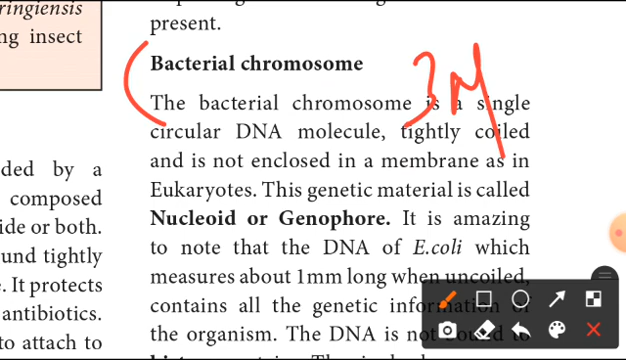 ringiensis
ng insect
ded by a
composed
ide or both.
und tightly
. It protects
antibiotics.
to attach to
present.
Bacterial chromosome
The bacterial chromosome is a single
circular DNA molecule, tightly coiled
and is not enclosed in a membrane as in
Eukaryotes. This genetic material is called
Nucleoid or Genophore. It is amazing
to note that the DNA of E.coli which
measures about 1mm long when uncoiled,
contains all the genetic information of
the organism. The DNA is not bound to
3M